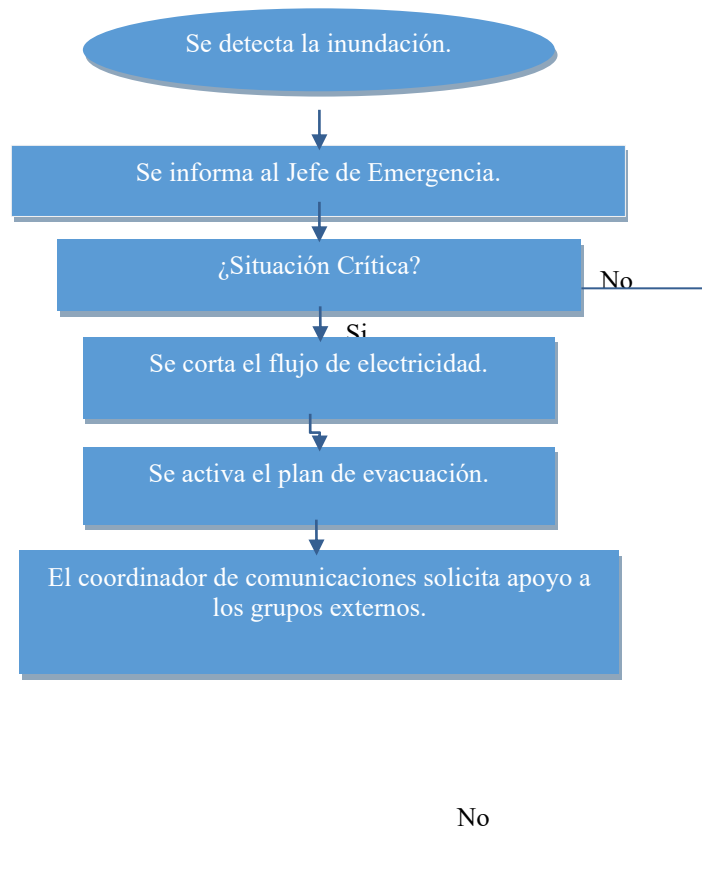 Se detecta la inundación.
Se informa al Jefe de Emergencia.
¿Situación Crítica?
No
Si
Se corta el flujo de electricidad.
Se activa el plan de evacuación.
El coordinador de comunicaciones solicita apoyo a
los grupos externos.
No